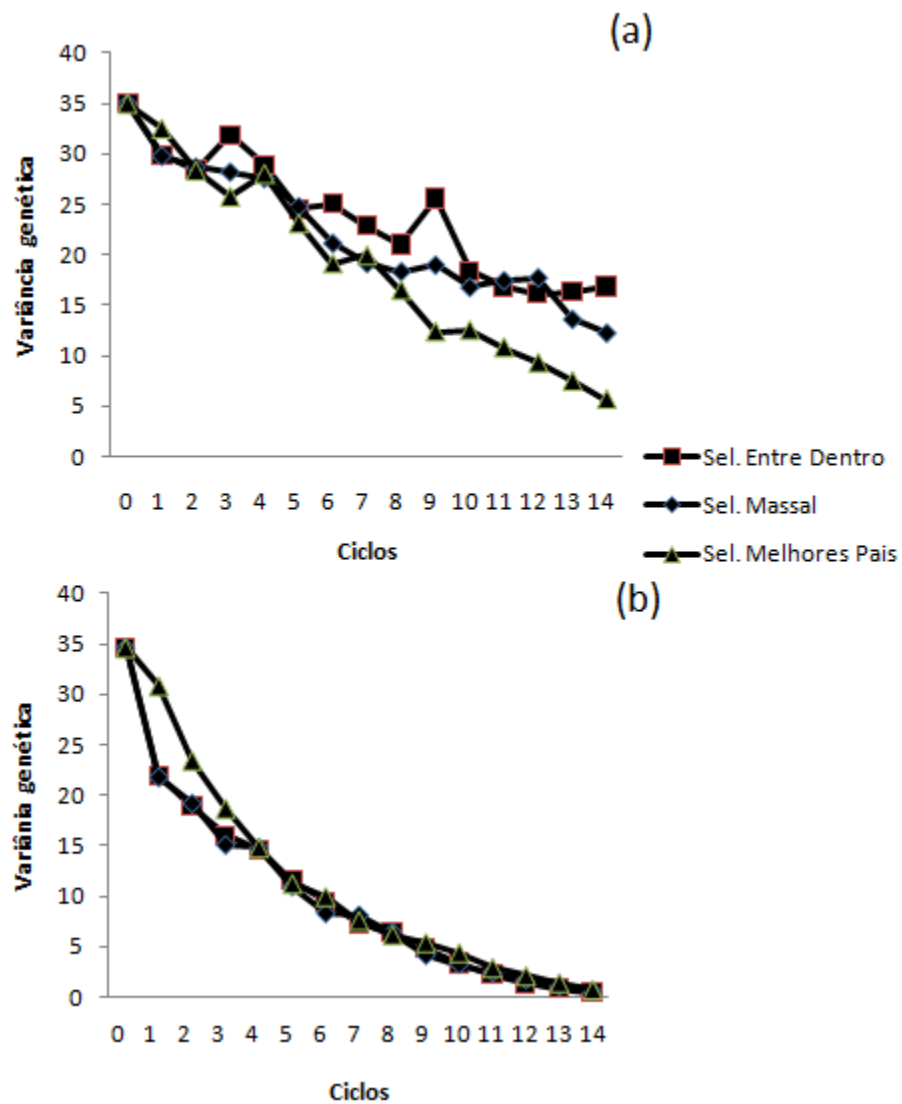 (a)
40
35
30
25
20
15
10
5
0
Variância genética
0 1 2 3 4 5 6 7 8 9 10 11 12 13 14
Ciclos
Sel. Entre Dentro
Sel. Massal
Sel. Melhores Pais
(b)
40
35
30
25
20
15
10
5
0
Variânia genética
0 1 2 3 4 5 6 7 8 9 10 11 12 13 14
Ciclos